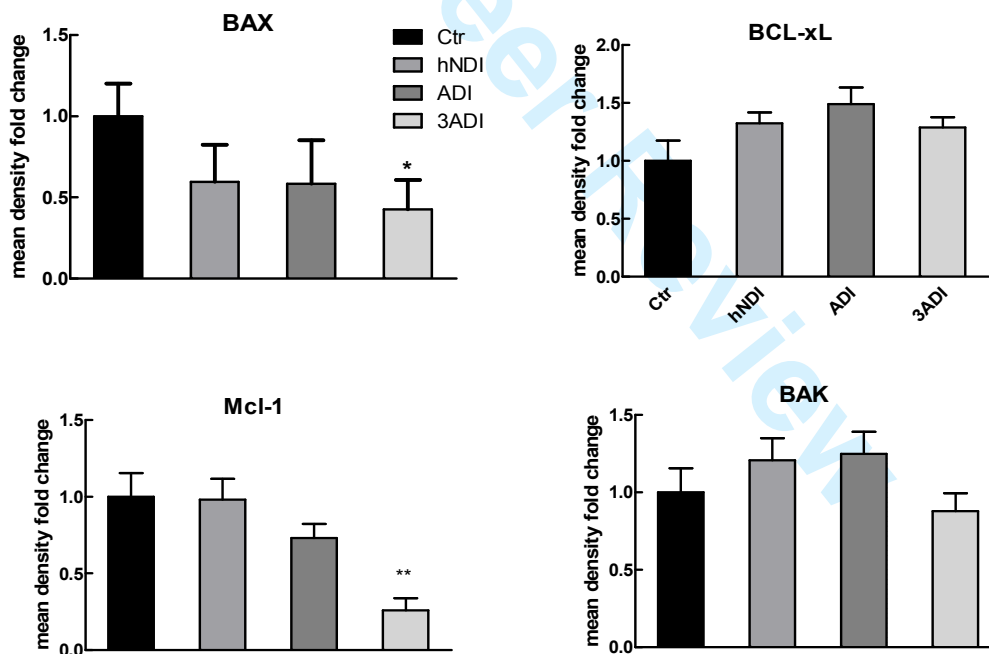 BAX
mean density fold change
1.5
1.0
0.5
0.0
*
Ctr
hNDI
ADI
3ADI
BCL-xL
mean density fold change
2.0
1.5
1.0
0.5
0.0
Ctr
hNDI
ADI
3ADI
Mcl-1
mean density fold change
1.5
1.0
0.5
0.0
**
BAK
mean density fold change
1.5
1.0
0.5
0.0
eer Review